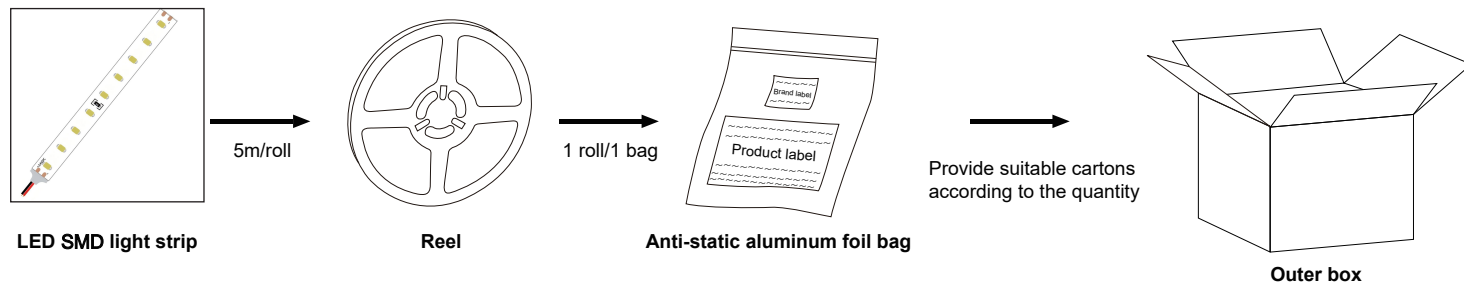 5m/roll
1 roll/1 bag
Brand label
Product label
Provide suitable cartons
according to the quantity
LED SMD light strip
Reel
Anti-static aluminum foil bag
Outer box